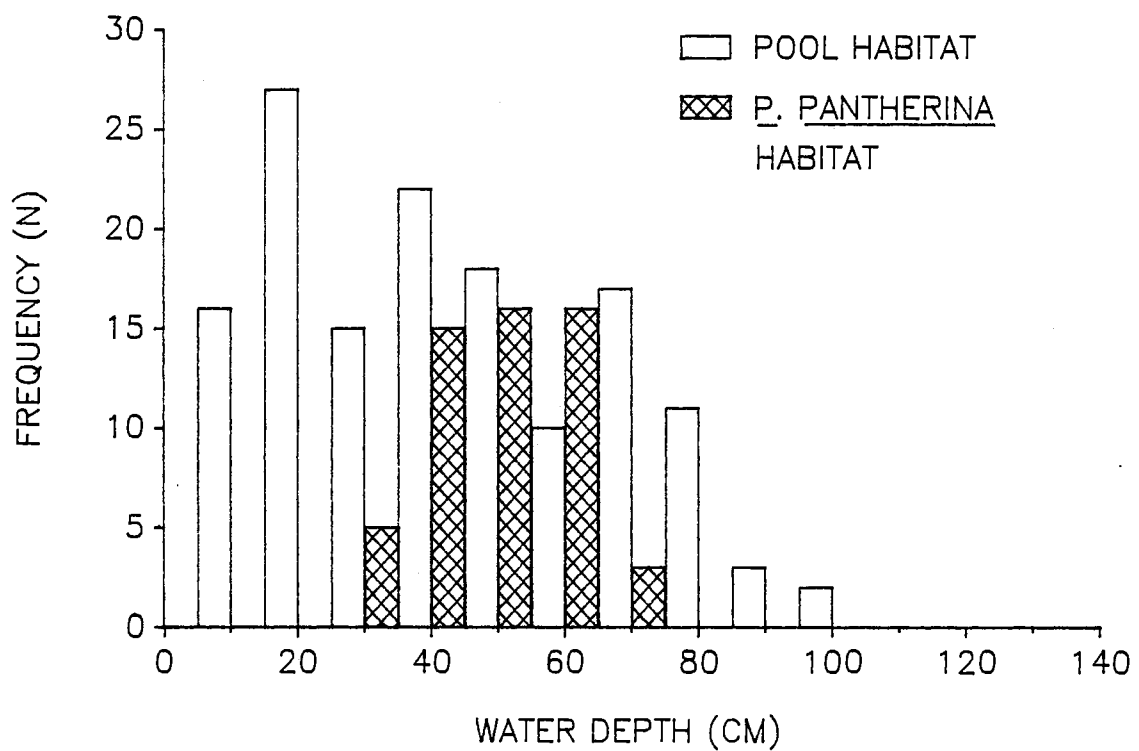 30
25
20
15
10
5
0
FREQUENCY (N)
POOL HABITAT
P. PANTHERINA
HABITAT
0 20 40 60 80 100 120 140
WATER DEPTH (CM)